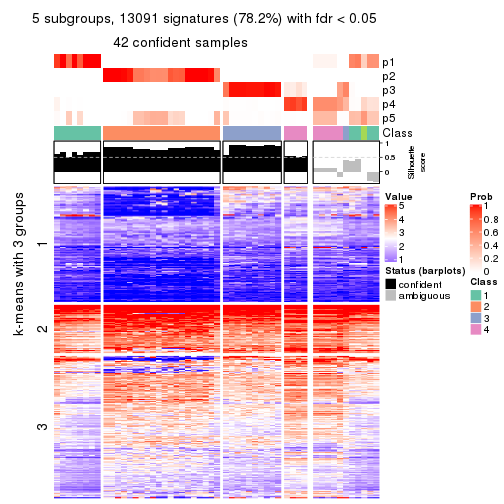 5 subgroups, 13091 signatures (78.2%) with fdr < 0.05
42 confident samples
p1
p2
p3
p4
p5
Class
1
0.5
0
Silhouette
score
k-means with 3 groups
1
2
3
Value
5
4
3
2
1
Status (barplots)
confident
ambiguous
Prob
1
0.8
0.6
0.4
0.2
0
Class
1
2
3
4